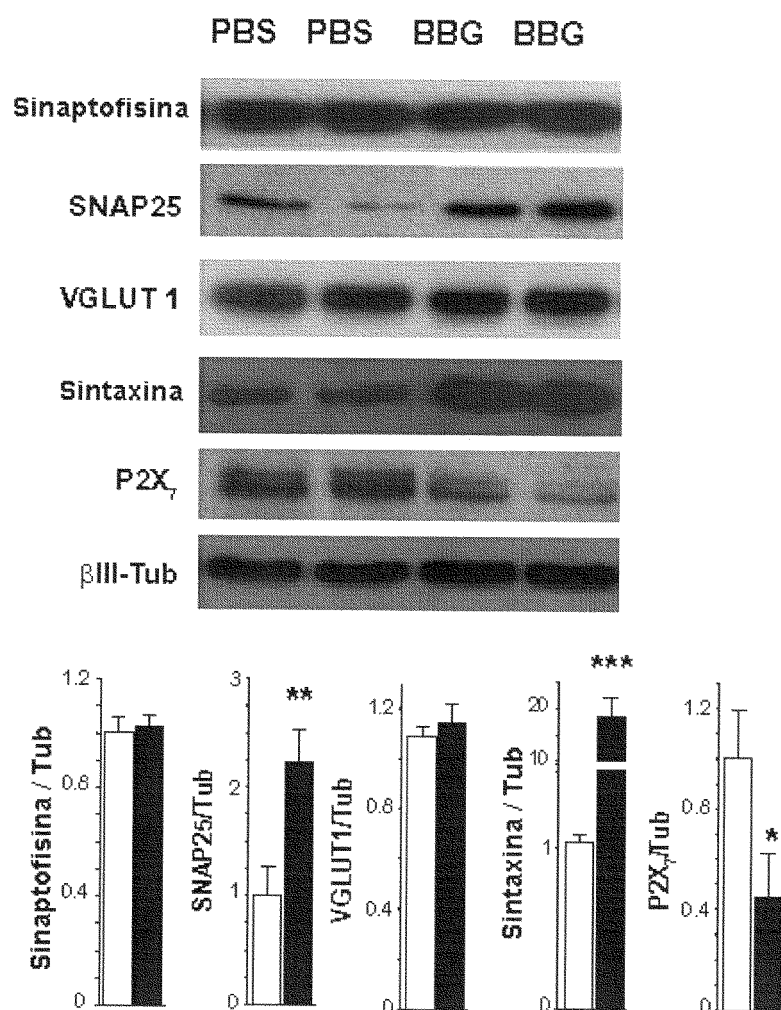 PBS PBS BBG BBG
Sinaptofisina
SNAP25
VGLUT 1
Sintaxina
P2X₇
βIII-Tub
Sinaptofisina / Tub
1.2
0.8
0.4
0
SNAP25/Tub
3
2
1
0
**
VGLUT1/Tub
1.2
0.8
0.4
0
Sintaxina / Tub
20
10
1
0
***
P2X₇/Tub
1.2
0.8
0.4
0
*